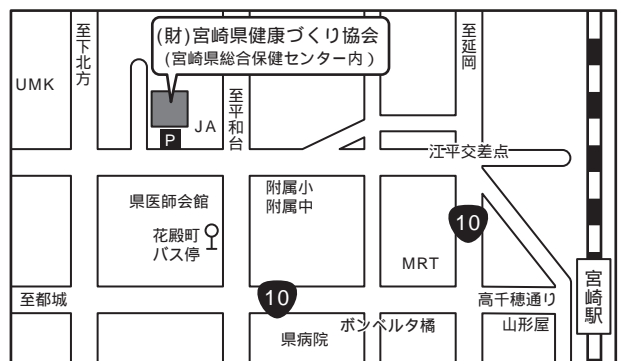 (財)宮崎県健康づくり協会
(宮崎県総合保健センター内)
至下北方
至延岡
UMK
至平和台
JA
P
江平交差点
県医師会館
附属小
附属中
花殿町
バス停
10
MRT
宮崎駅
至都城
10
高千穂通り
ボンベルタ橘
山形屋
県病院